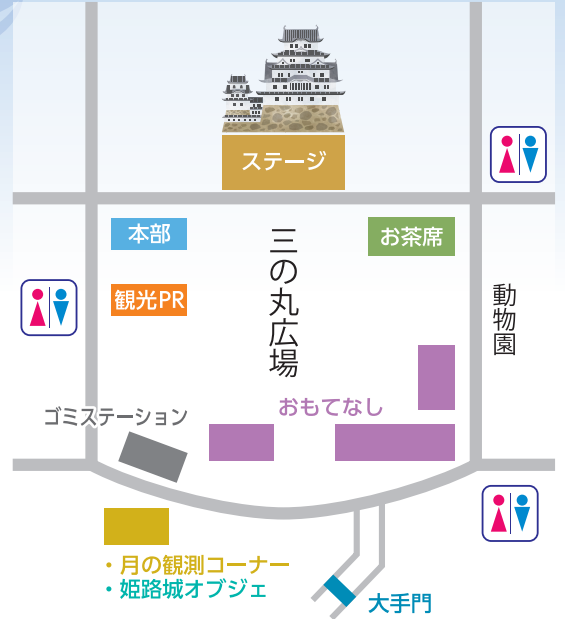 ステージ
本部
お茶席
三の丸広場
観光PR
動物園
おもてなし
ゴミステーション
・月の観測コーナー
・姫路城オブジェ
大手門